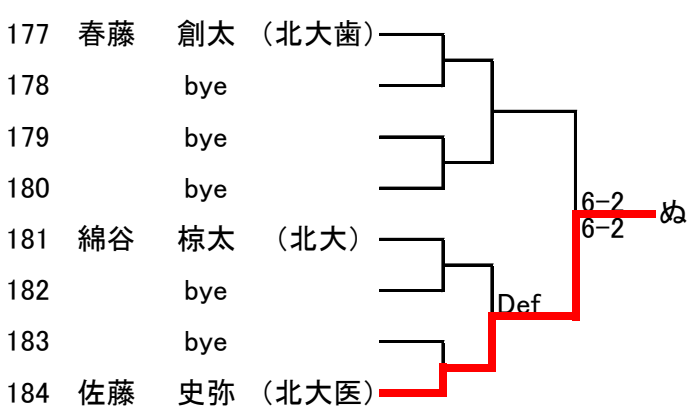 177 春藤 創太 （北大歯）
178 bye
179 bye
180 bye
6-2
ぬ
6-2
181 綿谷 椋太 （北大）
182 bye
Def
183 bye
184 佐藤 史弥 （北大医）